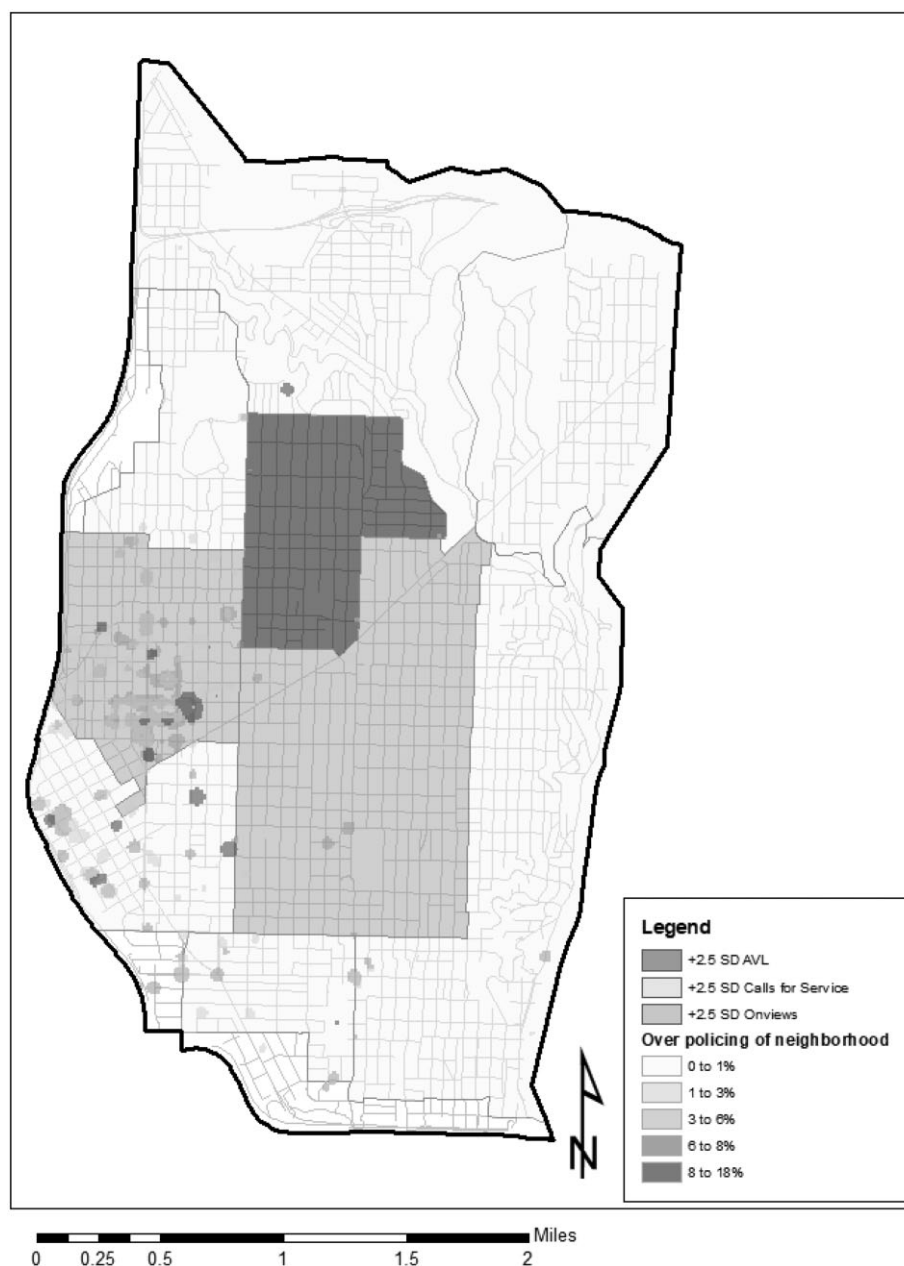 Legend
+2.5 SD AVL
+2.5 SD Calls for Service
+2.5 SD Onviews
Over policing of neighborhood
0 to 1%
1 to 3%
3 to 6%
6 to 8%
8 to 18%
N
Miles
0 0.25 0.5 1 1.5 2